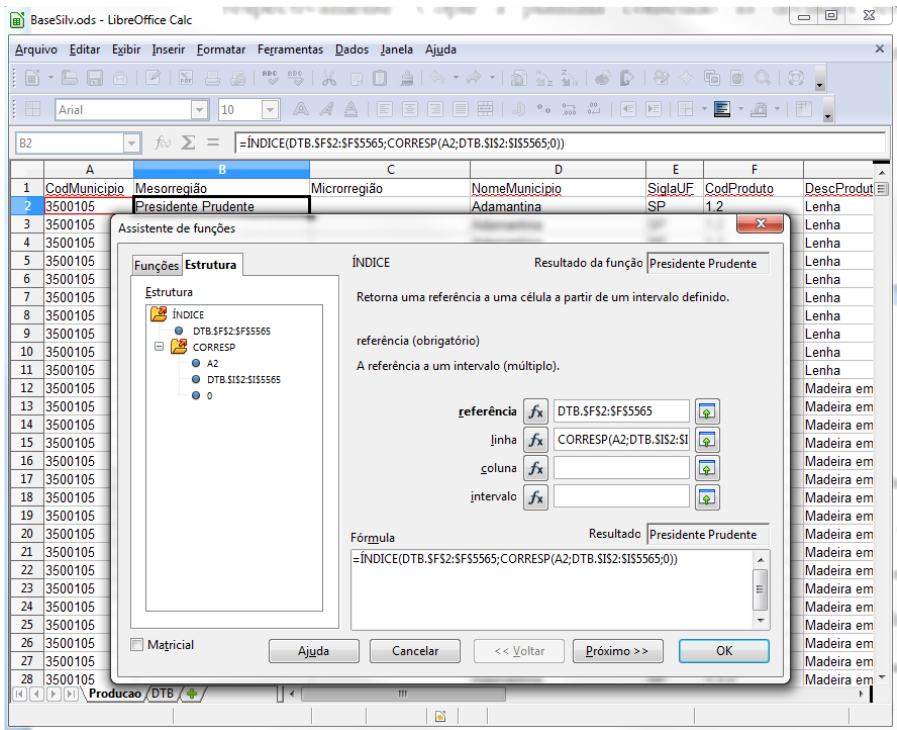 BaseSilv.ods - LibreOffice Calc
Arquivo Editar Exibir Inserir Formatar Ferramentas Dados Janela Ajuda
Arial 10
B2 =ÍNDICE(DTB.$F$2:$F$5565;CORRESP(A2;DTB.$I$2:$I$5565;0))
A B C D E F
1 CodMunicipio Mesorregião Microrregião NomeMunicipio SiglaUF CodProduto DescProdut
2 3500105 Presidente Prudente Adamantina SP 1.2 Lenha
3 3500105 Lenha
4 3500105 Lenha
5 3500105 Lenha
6 3500105 Lenha
7 3500105 Lenha
8 3500105 Lenha
9 3500105 Lenha
10 3500105 Lenha
11 3500105 Lenha
12 3500105 Madeira em
13 3500105 Madeira em
14 3500105 Madeira em
15 3500105 Madeira em
16 3500105 Madeira em
17 3500105 Madeira em
18 3500105 Madeira em
19 3500105 Madeira em
20 3500105 Madeira em
21 3500105 Madeira em
22 3500105 Madeira em
23 3500105 Madeira em
24 3500105 Madeira em
25 3500105 Madeira em
26 3500105 Madeira em
27 3500105 Madeira em
28 3500105 Madeira em
Assistente de funções
Funções Estrutura
Estrutura
ÍNDICE
DTB.$F$2:$F$5565
CORRESP
A2
DTB.$I$2:$I$5565
0
Matricial
ÍNDICE Resultado da função Presidente Prudente
Retorna uma referência a uma célula a partir de um intervalo definido.
referência (obrigatório)
A referência a um intervalo (múltiplo).
referência fx DTB.$F$2:$F$5565
linha fx CORRESP(A2;DTB.$I$2:$I
coluna fx
intervalo fx
Fórmula Resultado Presidente Prudente
=ÍNDICE(DTB.$F$2:$F$5565;CORRESP(A2;DTB.$I$2:$I$5565;0))
Ajuda Cancelar << Voltar Próximo >> OK
Producao DTB